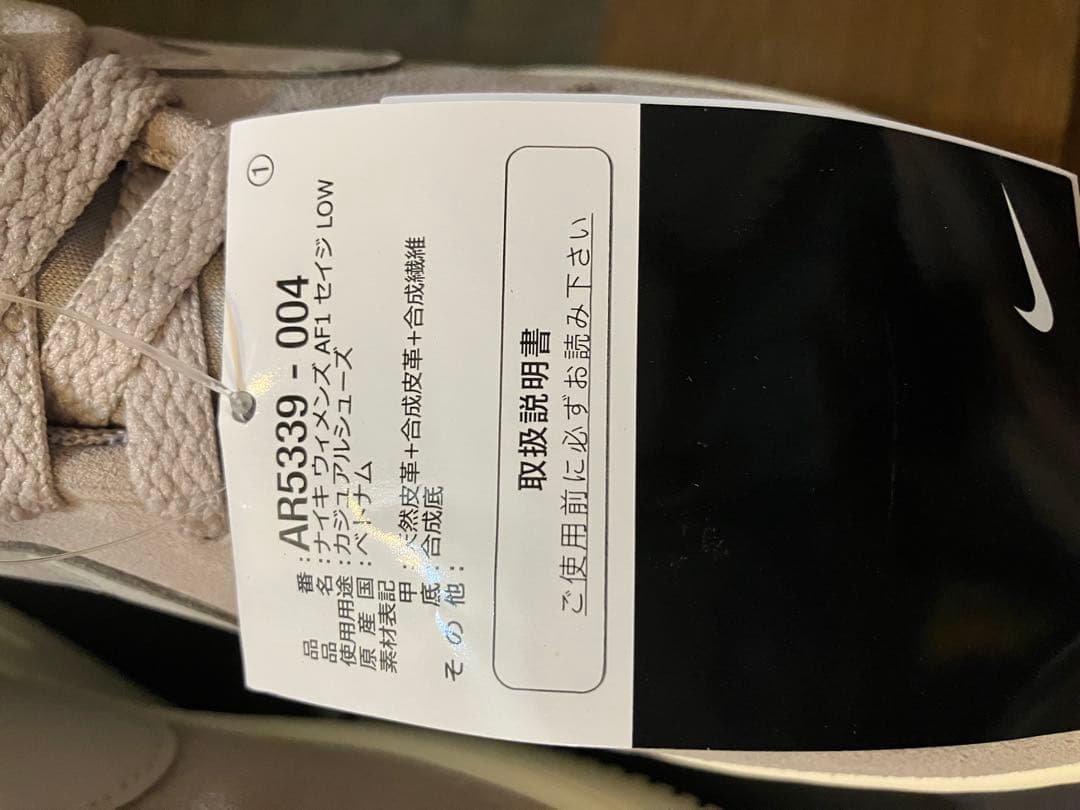 ①
品番:AR5339-004
品名:ナイキ ウィメンズ AF1 セイジ LOW
使用用途:カジュアルシューズ
原産国:ベトナム
素材表記
甲:天然皮革+合成皮革+合成繊維
底:合成底
その他:
取扱説明書
ご使用前に必ずお読み下さい